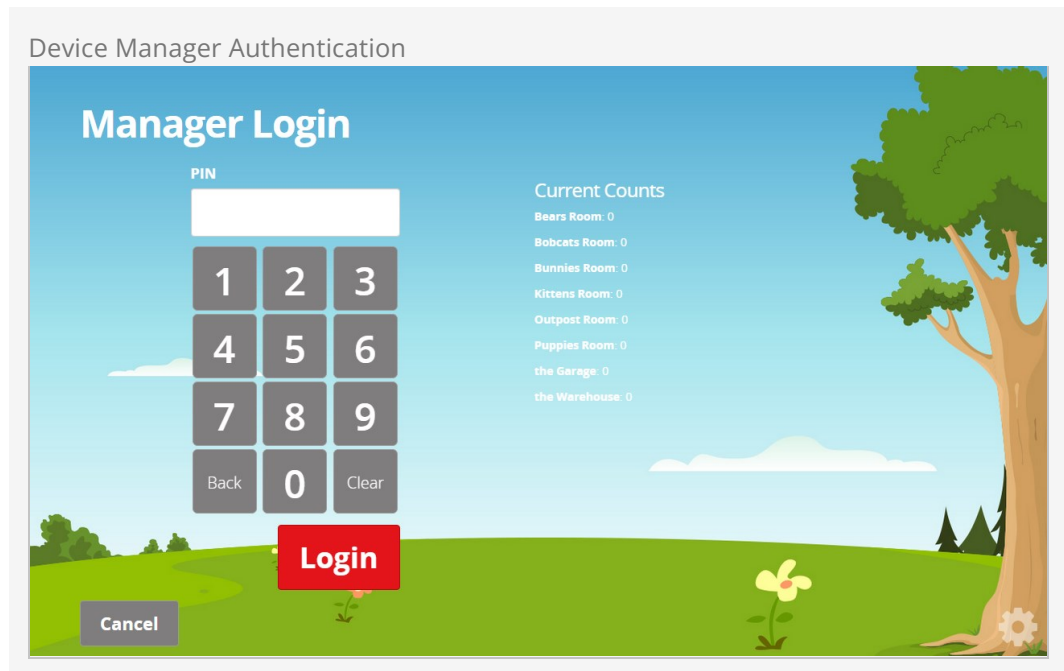 Device Manager Authentication
Manager Login
PIN
1 2 3
4 5 6
7 8 9
Back 0 Clear
Login
Cancel
Current Counts
Bears Room: 0
Bobcats Room: 0
Bunnies Room: 0
Kittens Room: 0
Outpost Room: 0
Puppies Room: 0
the Garage: 0
the Warehouse: 0